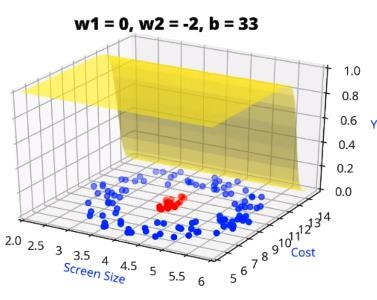 w1 = 0, w2 = -2, b = 33
1.0
0.8
0.6
0.4
0.2
0.0
Y
2.0 2.5 3 3.5 4 4.5 5 5.5 6
Screen Size
5 6 7 8 9 10 11 12 13 14
Cost